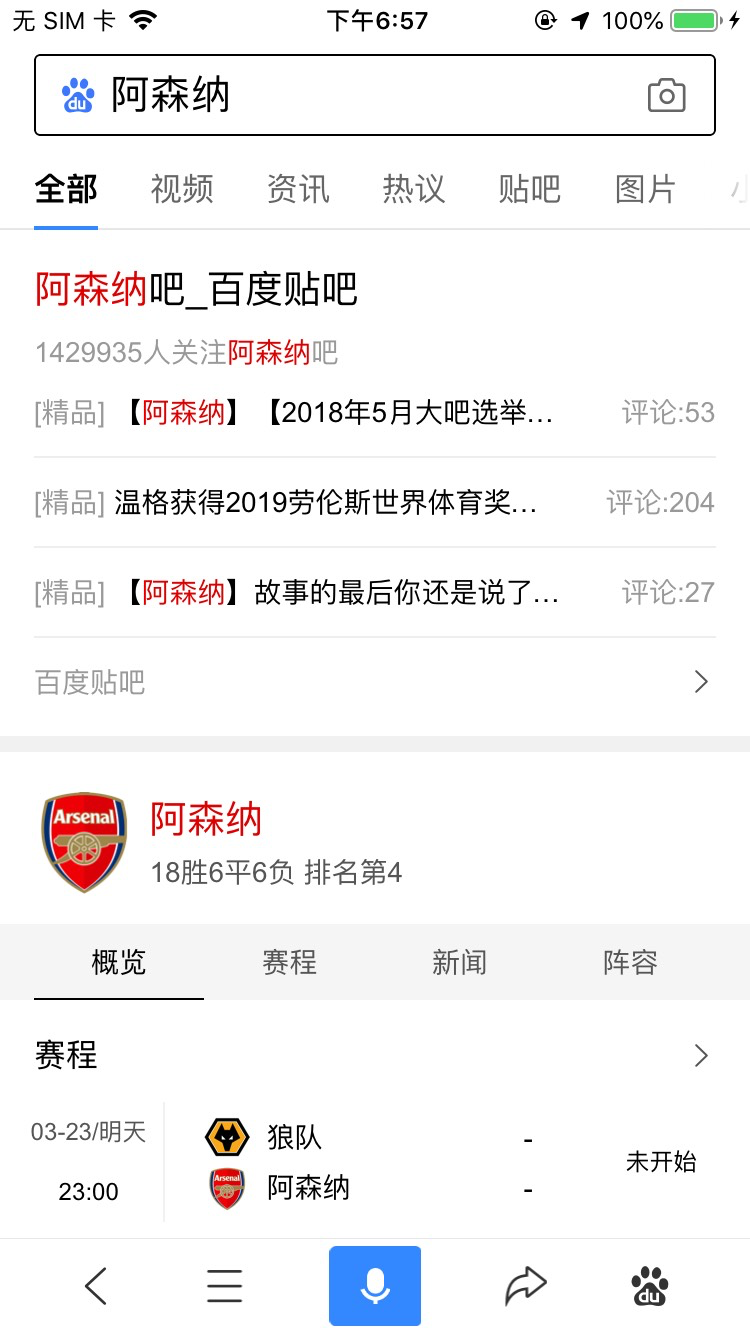 无 SIM 卡 下午6:57 100%
du 阿森纳
全部 视频 资讯 热议 贴吧 图片
阿森纳吧_百度贴吧
1429935人关注阿森纳吧
[精品] 【阿森纳】【2018年5月大吧选举... 评论:53
[精品] 温格获得2019劳伦斯世界体育奖... 评论:204
[精品] 【阿森纳】故事的最后你还是说了... 评论:27
百度贴吧
Arsenal
阿森纳
18胜6平6负 排名第4
概览 赛程 新闻 阵容
赛程
03-23/明天
23:00
狼队 -
Arsenal 阿森纳 -
未开始
du